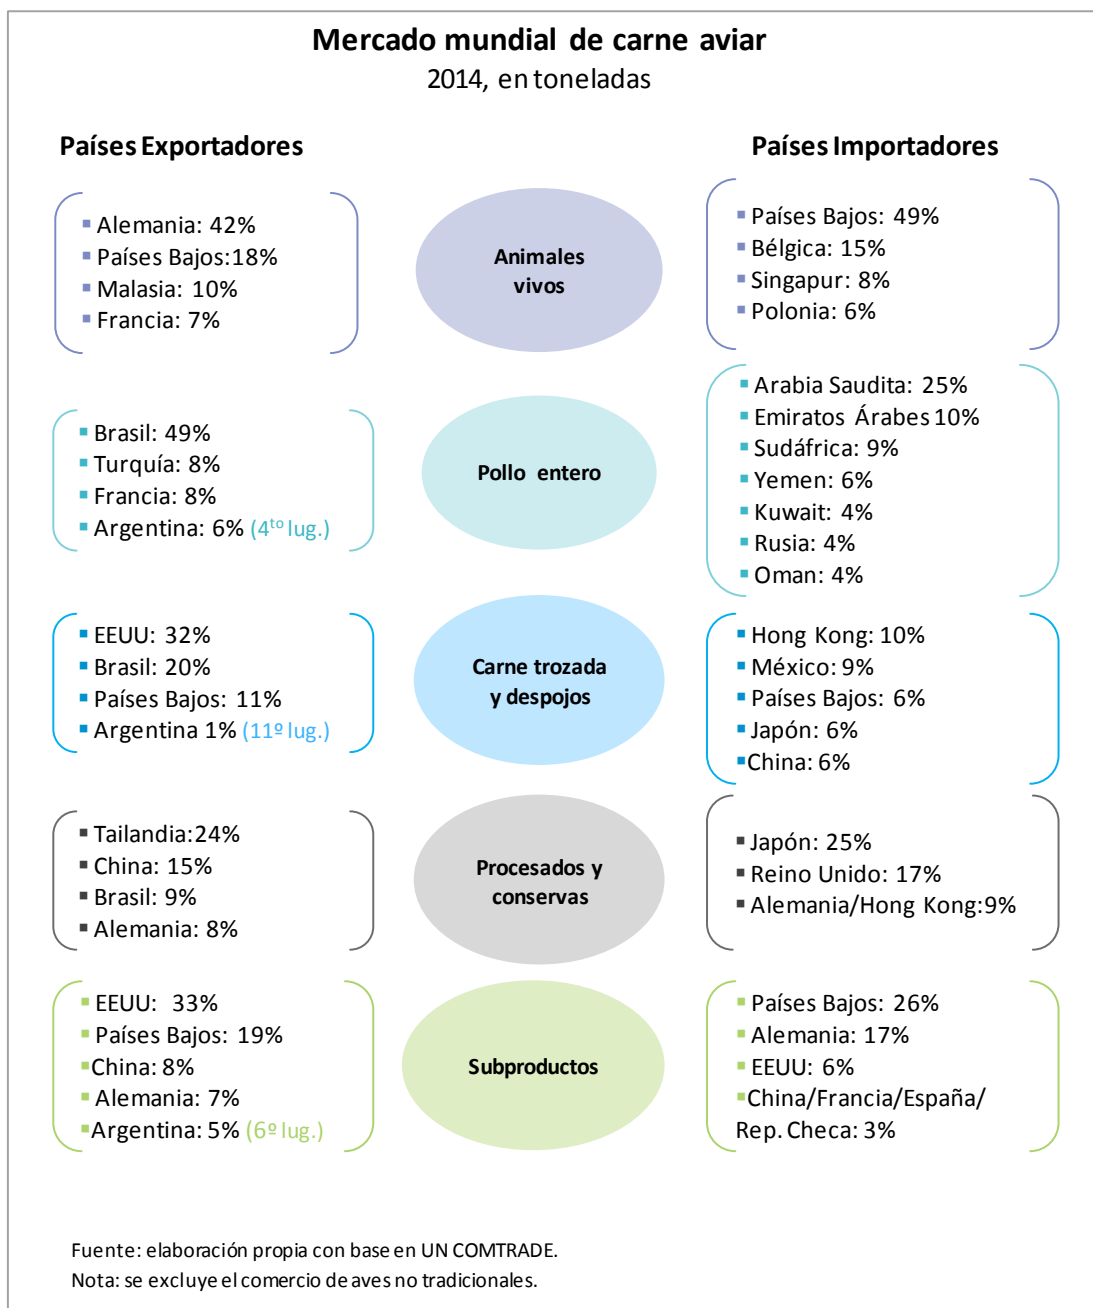 Mercado mundial de carne aviar
2014, en toneladas
Países Exportadores
Países Importadores
▪ Alemania: 42%
▪ Países Bajos:18%
▪ Malasia: 10%
▪ Francia: 7%
Animales
vivos
▪ Países Bajos: 49%
▪ Bélgica: 15%
▪ Singapur: 8%
▪ Polonia: 6%
▪ Brasil: 49%
▪ Turquía: 8%
▪ Francia: 8%
▪ Argentina: 6% (4to lug.)
Pollo entero
▪ Arabia Saudita: 25%
▪ Emiratos Árabes 10%
▪ Sudáfrica: 9%
▪ Yemen: 6%
▪ Kuwait: 4%
▪ Rusia: 4%
▪ Oman: 4%
▪ EEUU: 32%
▪ Brasil: 20%
▪ Países Bajos: 11%
▪ Argentina 1% (11º lug.)
Carne trozada
y despojos
▪ Hong Kong: 10%
▪ México: 9%
▪ Países Bajos: 6%
▪ Japón: 6%
▪China: 6%
▪ Tailandia:24%
▪ China: 15%
▪ Brasil: 9%
▪ Alemania: 8%
Procesados y
conservas
▪ Japón: 25%
▪ Reino Unido: 17%
▪ Alemania/Hong Kong:9%
▪ EEUU: 33%
▪ Países Bajos: 19%
▪China: 8%
▪ Alemania: 7%
▪Argentina: 5% (6º lug.)
Subproductos
▪ Países Bajos: 26%
▪ Alemania: 17%
▪ EEUU: 6%
▪China/Francia/España/
Rep. Checa: 3%
Fuente: elaboración propia con base en UN COMTRADE.
Nota: se excluye el comercio de aves no tradicionales.